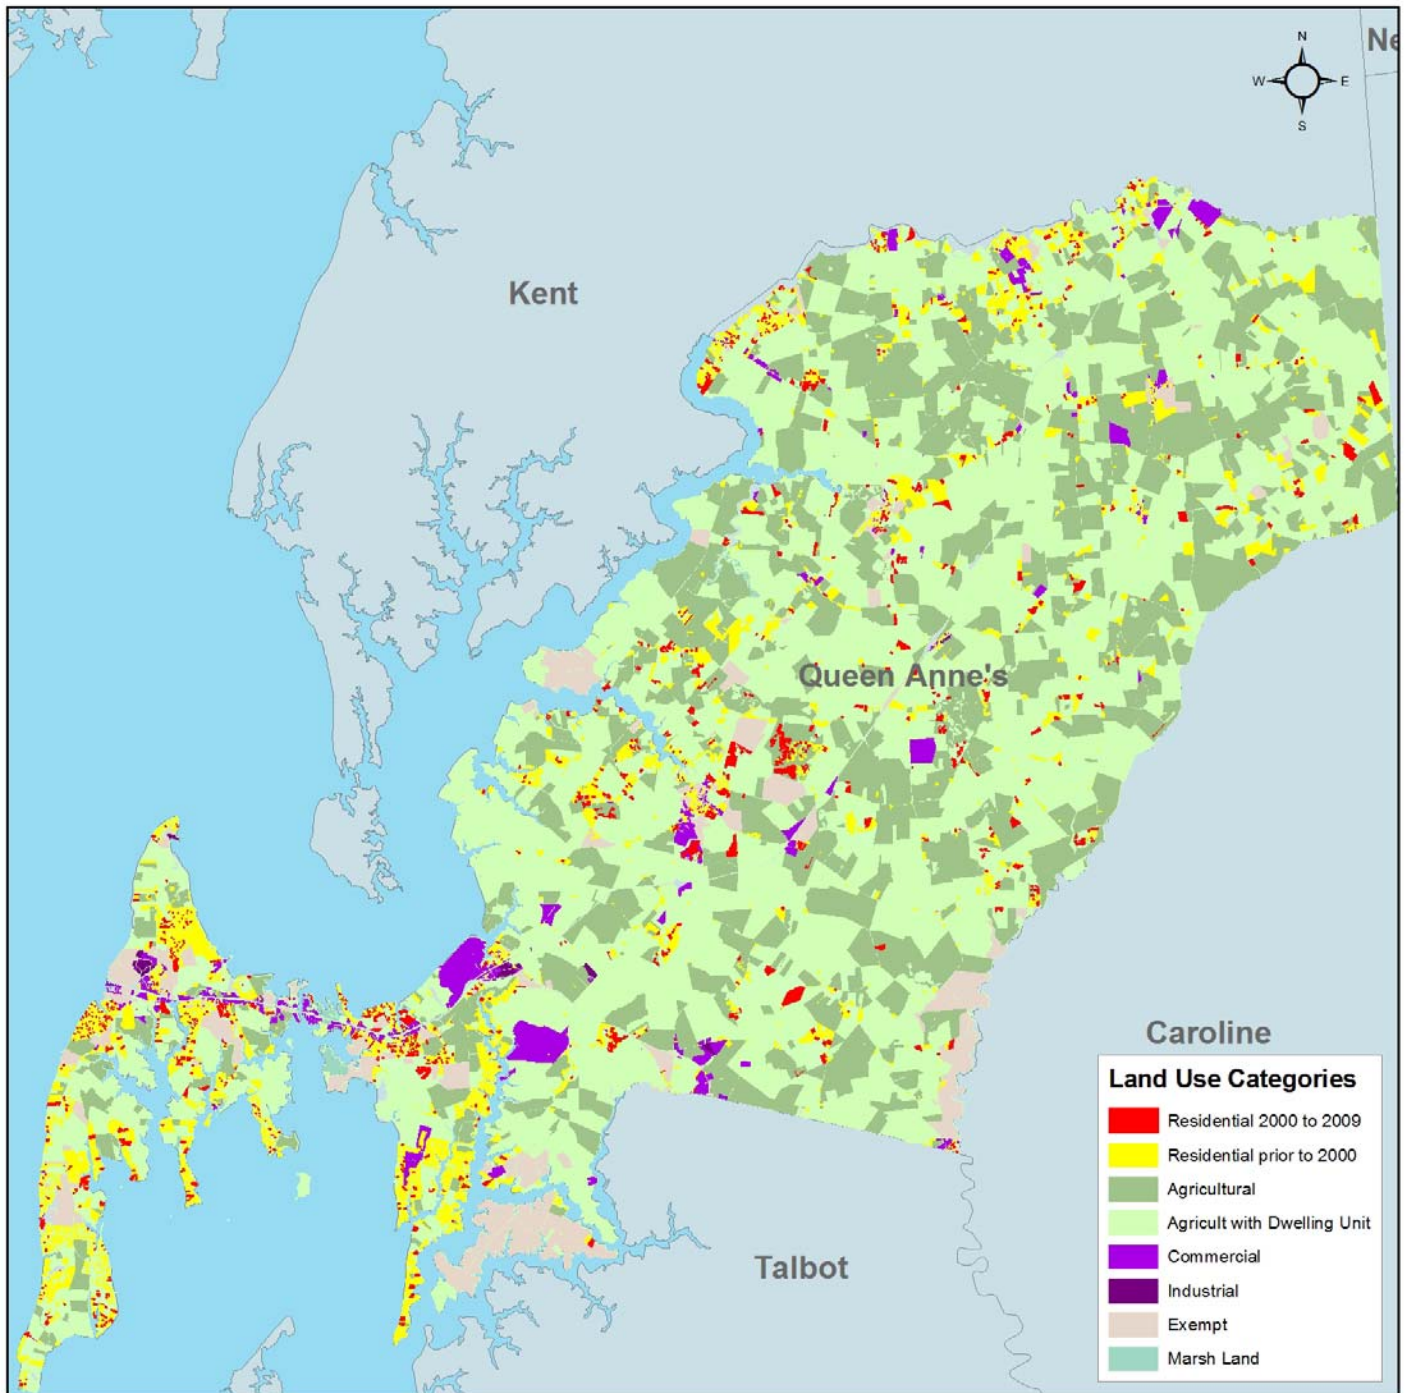 Ne
N
W E
S
Kent
Queen Anne's
Caroline
Land Use Categories
Residential 2000 to 2009
Residential prior to 2000
Agricultural
Agricult with Dwelling Unit
Commercial
Industrial
Exempt
Marsh Land
Talbot